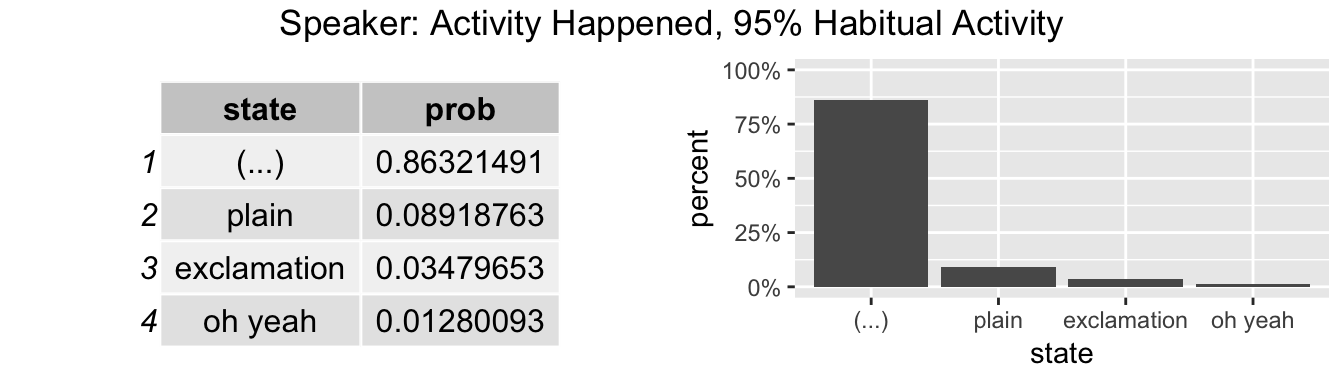 Speaker: Activity Happened, 95% Habitual Activity
state prob
1 (...) 0.86321491
2 plain 0.08918763
3 exclamation 0.03479653
4 oh yeah 0.01280093
percent
100%
75%
50%
25%
0%
(...) plain exclamation oh yeah
state